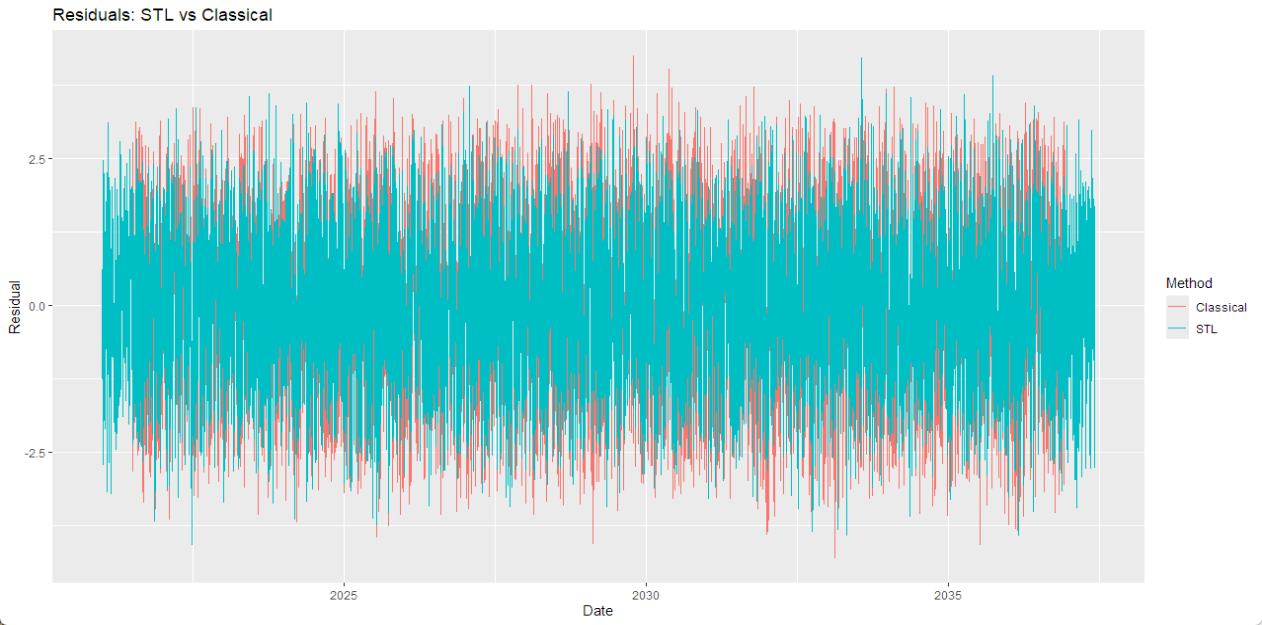 Residuals: STL vs Classical
2.5
0.0
-2.5
Residual
2025
2030
2035
Date
Method
Classical
STL